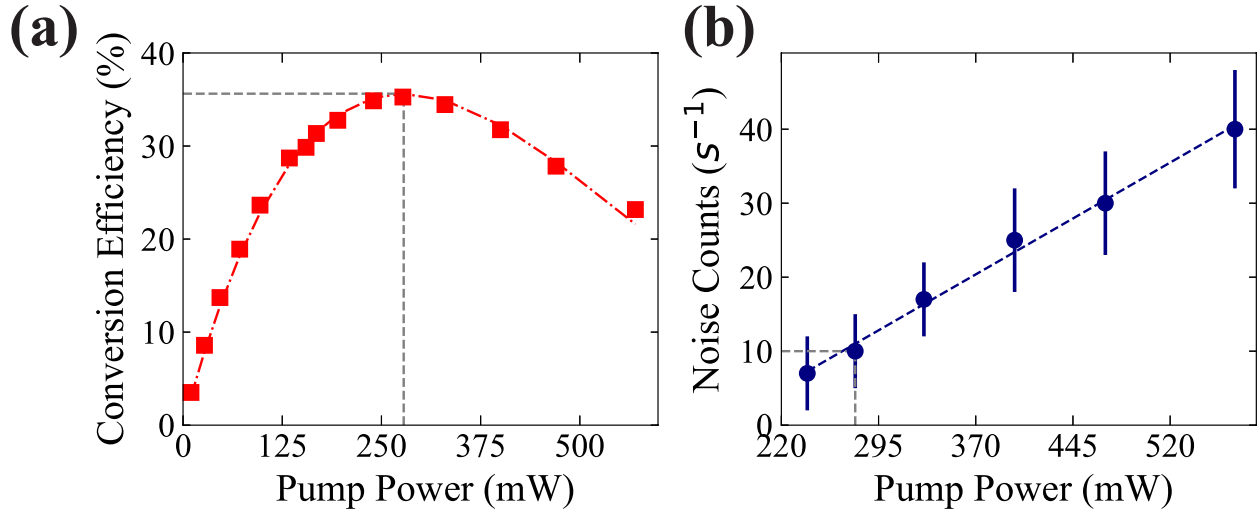 (a)
Conversion Efficiency (%)
40
30
20
10
0
0 125 250 375 500
Pump Power (mW)
(b)
Noise Counts (s⁻¹)
40
30
20
10
0
220 295 370 445 520
Pump Power (mW)